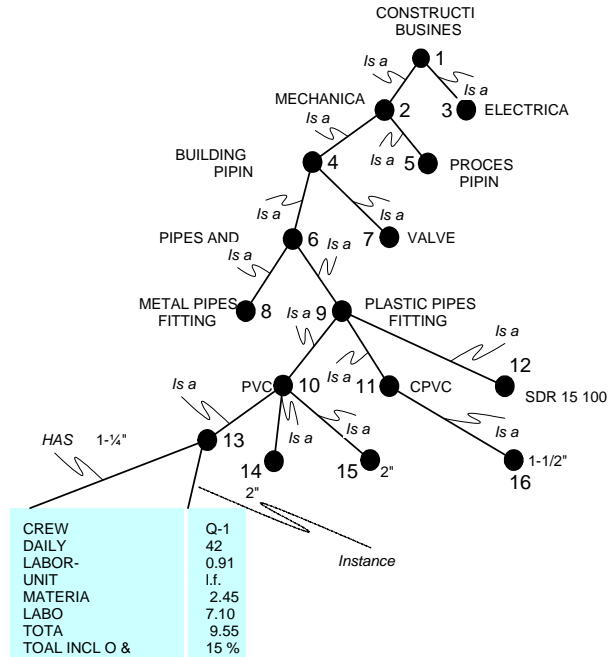 CONSTRUCTI
BUSINES
1
Is a
Is a
MECHANICA
2
3
ELECTRICA
Is a
BUILDING
PIPIN
4
Is a
5
PROCES
PIPIN
Is a
Is a
PIPES AND
6
Is a
7
VALVE
Is a
METAL PIPES
FITTING
8
9
PLASTIC PIPES
FITTING
Is a
Is a
12
Is a
PVC
10
11
CPVC
SDR 15 100
Is a
HAS
1-¼"
13
Is a
Is a
Is a
14
15
2"
1-1/2"
16
2"
Instance
CREW Q-1
DAILY 42
LABOR- 0.91
UNIT l.f.
MATERIA 2.45
LABO 7.10
TOTA 9.55
TOAL INCL O & 15 %